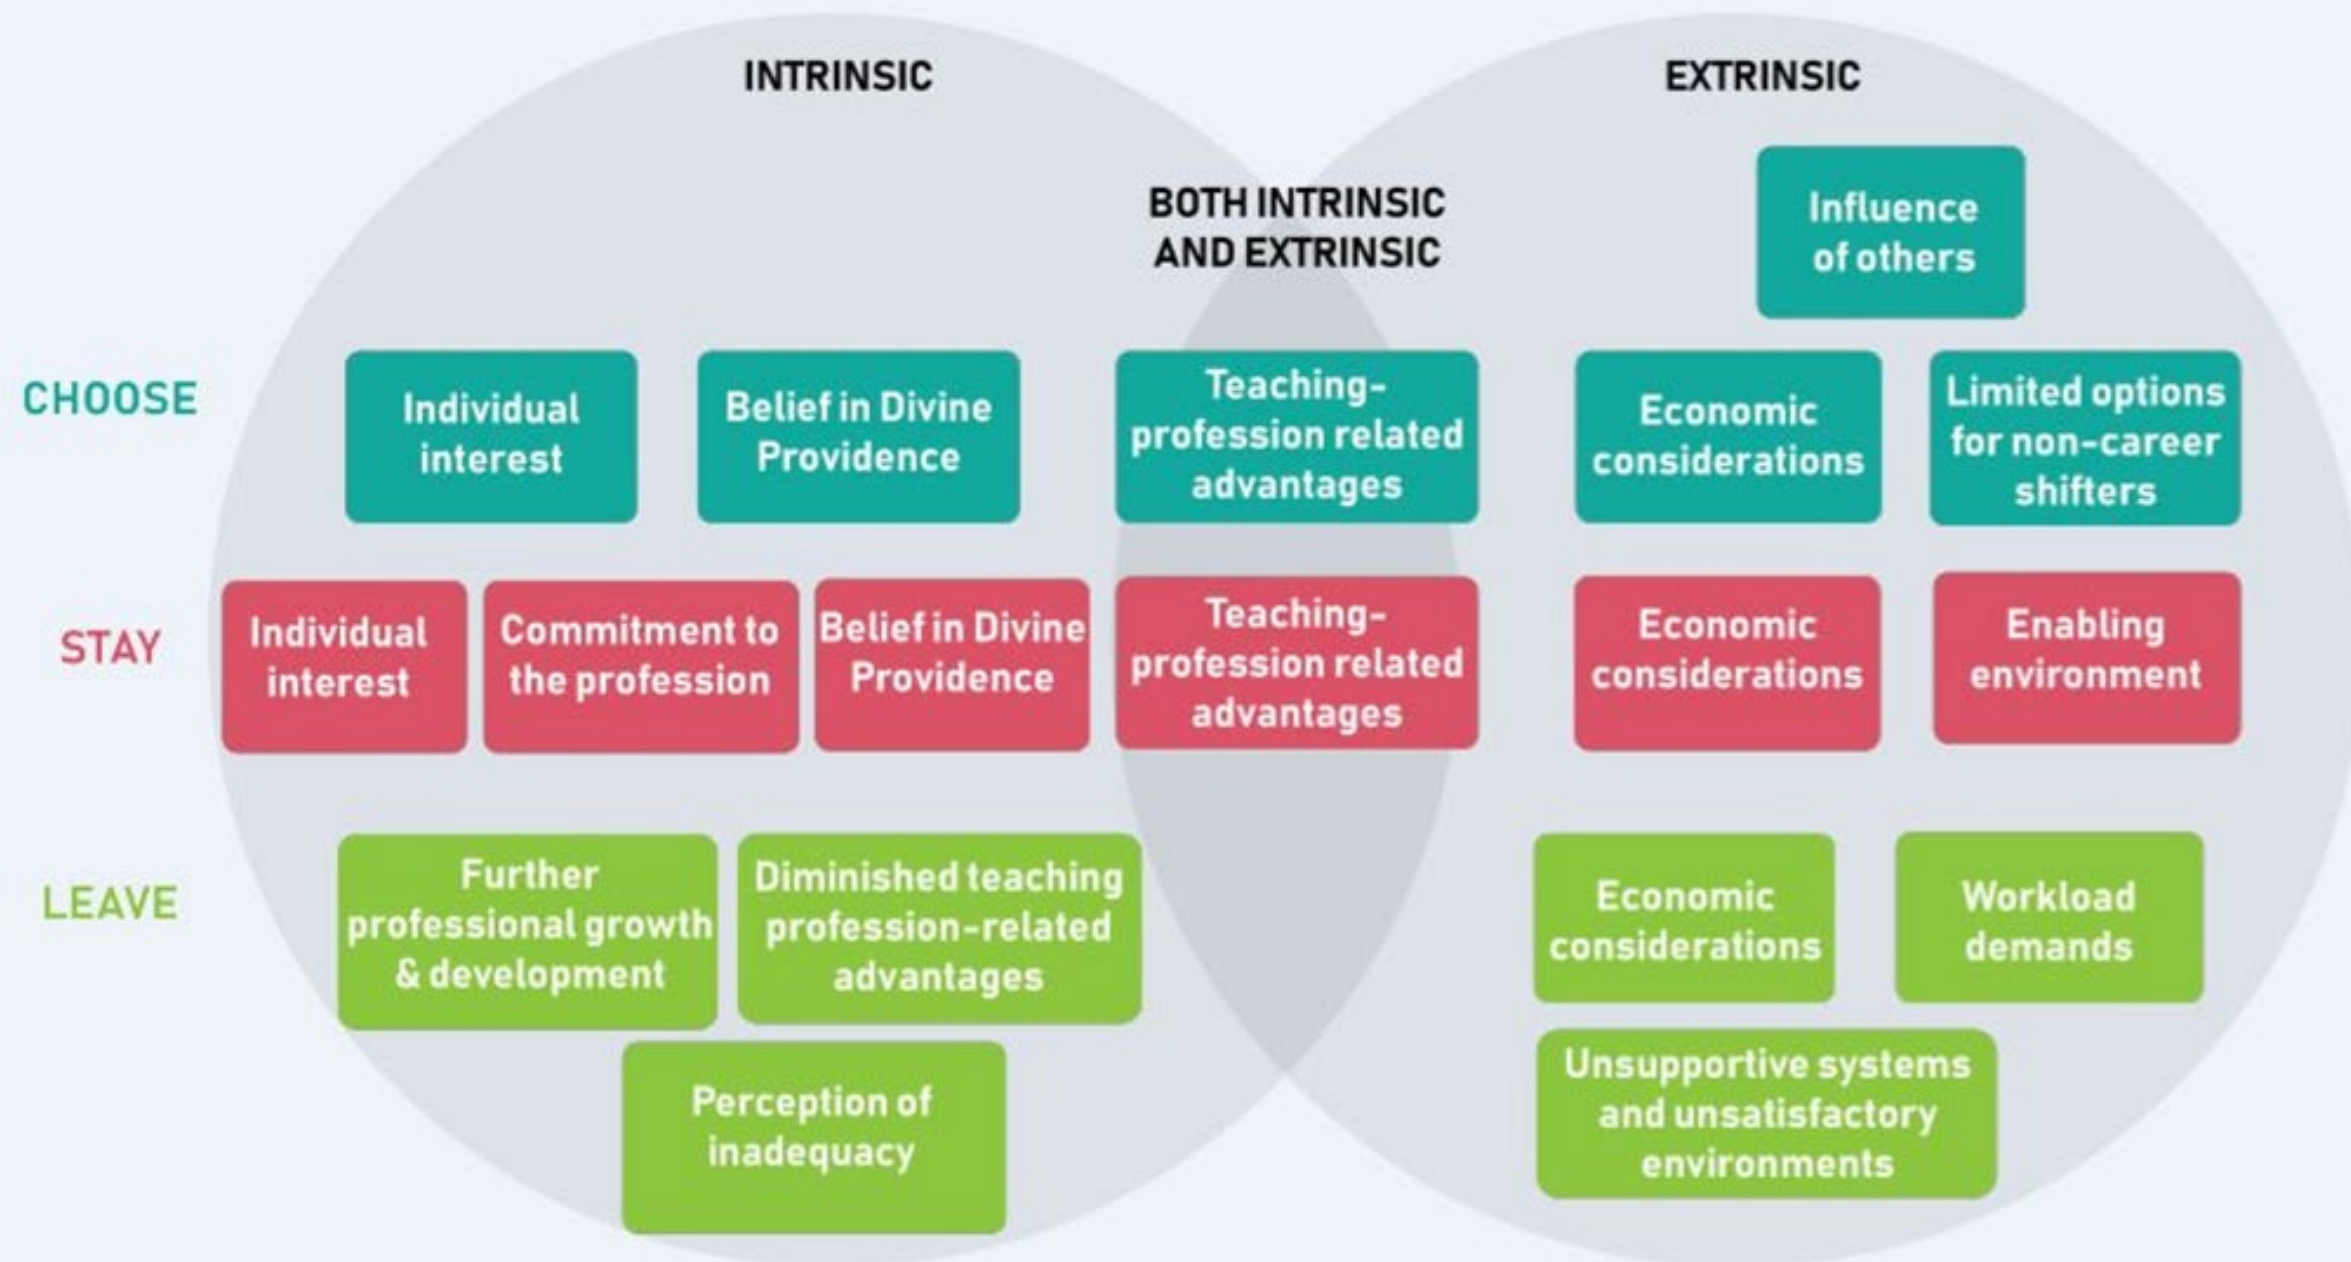 INTRINSIC
EXTRINSIC
BOTH INTRINSIC
AND EXTRINSIC
Influence
of others
CHOOSE
Individual
interest
Belief in Divine
Providence
Teaching-
profession related
advantages
Economic
considerations
Limited options
for non-career
shifters
STAY
Individual
interest
Commitment to
the profession
Belief in Divine
Providence
Teaching-
profession related
advantages
Economic
considerations
Enabling
environment
LEAVE
Further
professional growth
& development
Diminished teaching
profession-related
advantages
Perception of
inadequacy
Economic
considerations
Workload
demands
Unsupportive systems
and unsatisfactory
environments